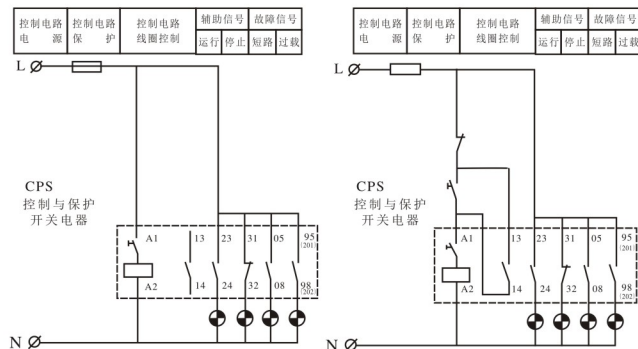 控制电路 控制电路 控制电路 辅助信号 故障信号
电 源 保 护 线圈控制 运行 停止 短路 过载
L
CPS
控制与保护
开关电器
A1 13 23 31 05 95
(201)
A2 14 24 32 08 98
(202)
N
控制电路 控制电路 控制电路 辅助信号 故障信号
电 源 保 护 线圈控制 运行 停止 短路 过载
L
CPS
控制与保护
开关电器
A1 13 23 31 05 95
(201)
A2 14 24 32 08 98
(202)
N